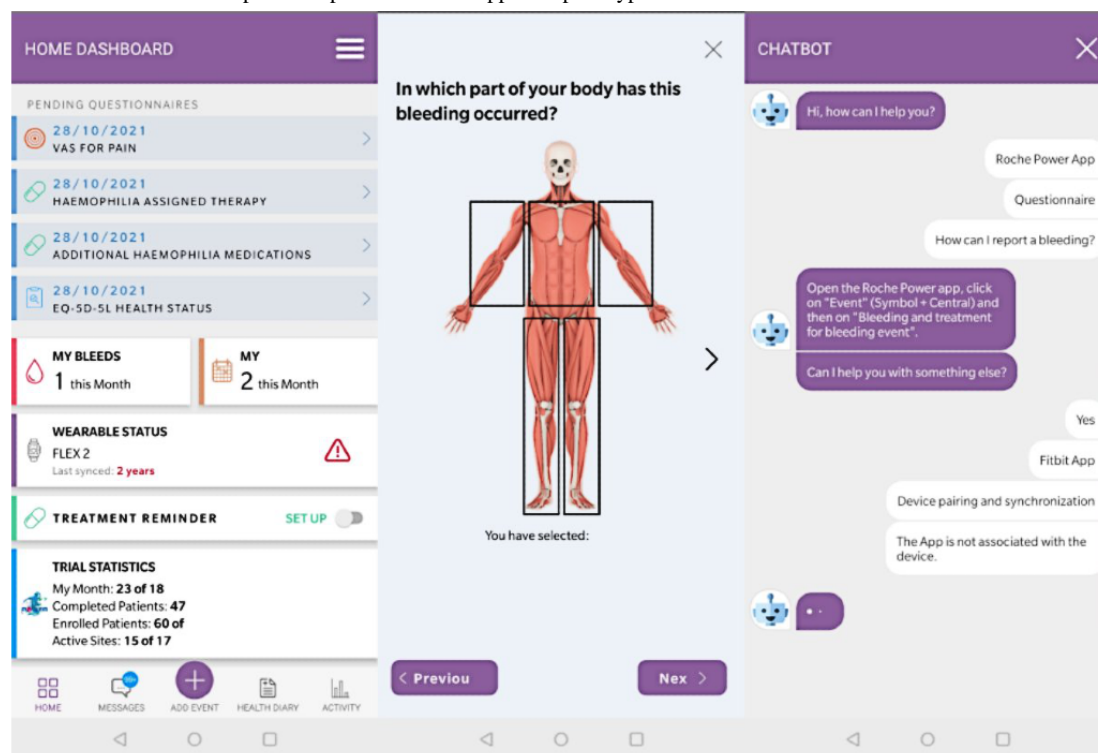 HOME DASHBOARD
PENDING QUESTIONNAIRES
28/10/2021
VAS FOR PAIN
28/10/2021
HAEMOPHILIA ASSIGNED THERAPY
28/10/2021
ADDITIONAL HAEMOPHILIA MEDICATIONS
28/10/2021
EQ-5D-5L HEALTH STATUS
MY BLEEDS
1 this Month
MY
2 this Month
WEARABLE STATUS
FLEX 2
Last synced: 2 years
TREATMENT REMINDER SET UP
TRIAL STATISTICS
My Month: 23 of 18
Completed Patients: 47
Enrolled Patients: 60 of
Active Sites: 15 of 17
HOME MESSAGES ADD EVENT HEALTH DIARY ACTIVITY
In which part of your body has this
bleeding occurred?
You have selected:
< Previou
Nex >
CHATBOT
Hi, how can I help you?
Roche Power App
Questionnaire
How can I report a bleeding?
Open the Roche Power app, click
on "Event" (Symbol + Central) and
then on "Bleeding and treatment
for bleeding event".
Can I help you with something else?
Yes
Fitbit App
Device pairing and synchronization
The App is not associated with the
device.